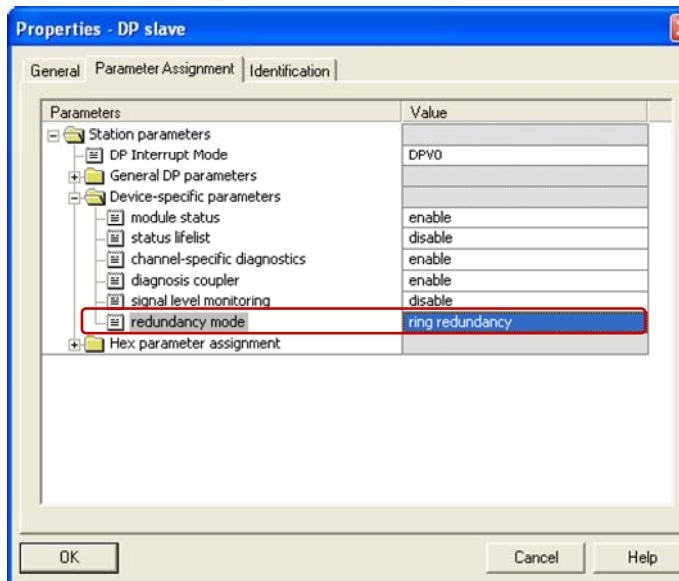 Properties - DP slave
General Parameter Assignment Identification
Parameters Value
Station parameters
DP Interrupt Mode DPV0
General DP parameters
Device-specific parameters
module status enable
status lifelist disable
channel-specific diagnostics enable
diagnosis coupler enable
signal level monitoring disable
redundancy mode ring redundancy
Hex parameter assignment
OK Cancel Help